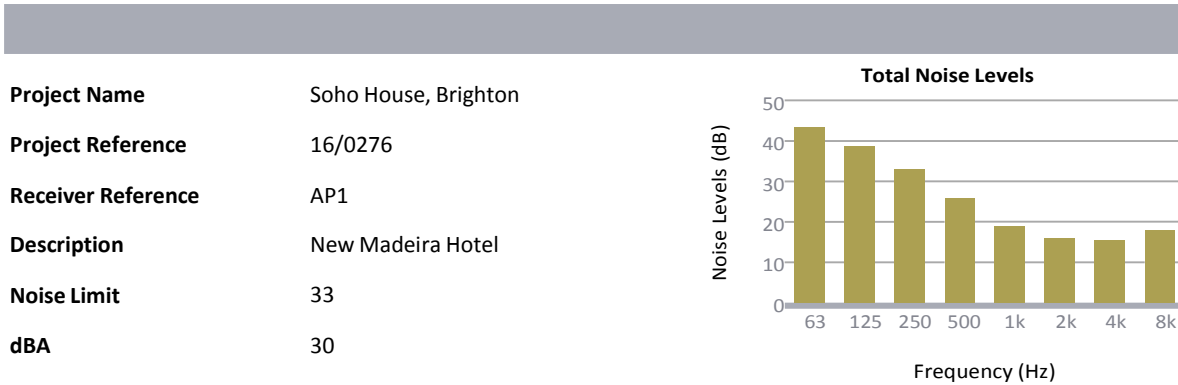 Project Name Soho House, Brighton
Project Reference 16/0276
Receiver Reference AP1
Description New Madeira Hotel
Noise Limit 33
dBA 30
Total Noise Levels
Noise Levels (dB)
50
40
30
20
10
0
63 125 250 500 1k 2k 4k 8k
Frequency (Hz)